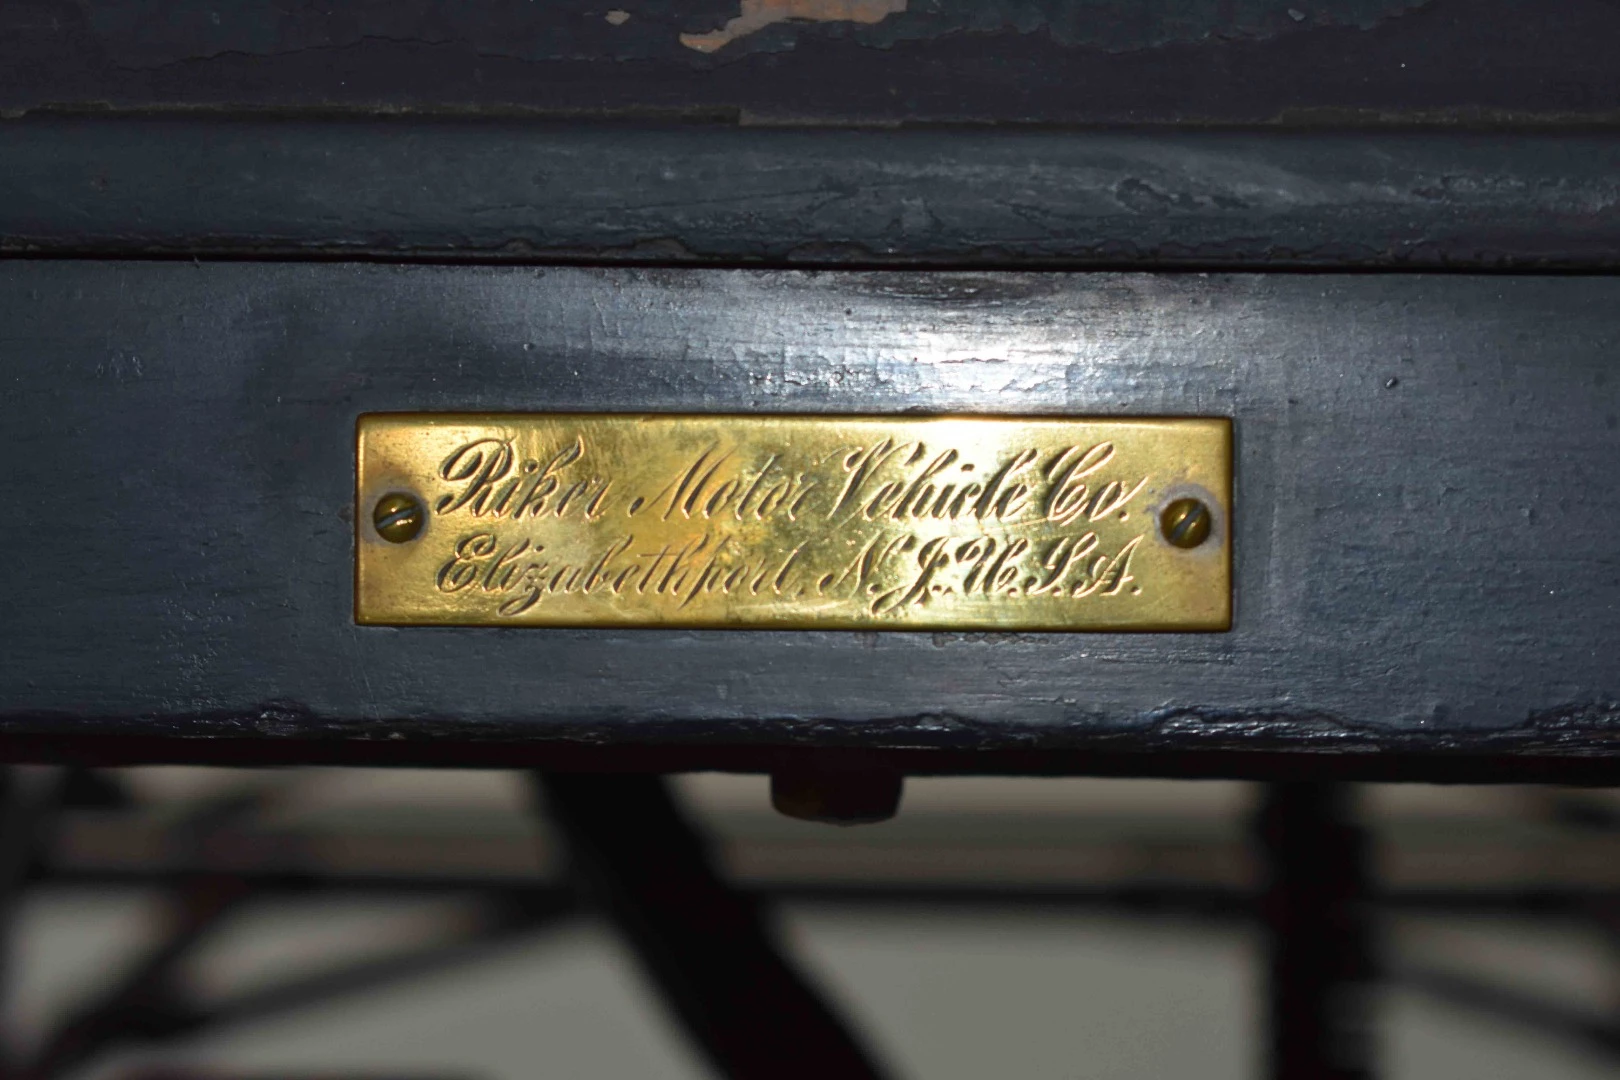 Riker Motor Vehicle Co.
Elizabethport, N.J.U.S.A.